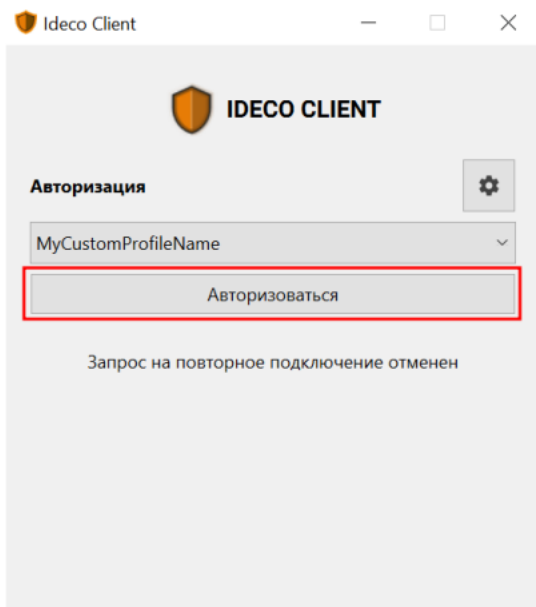 Ideco Client
IDECO CLIENT
Авторизация
MyCustomProfileName
Авторизоваться
Запрос на повторное подключение отменен